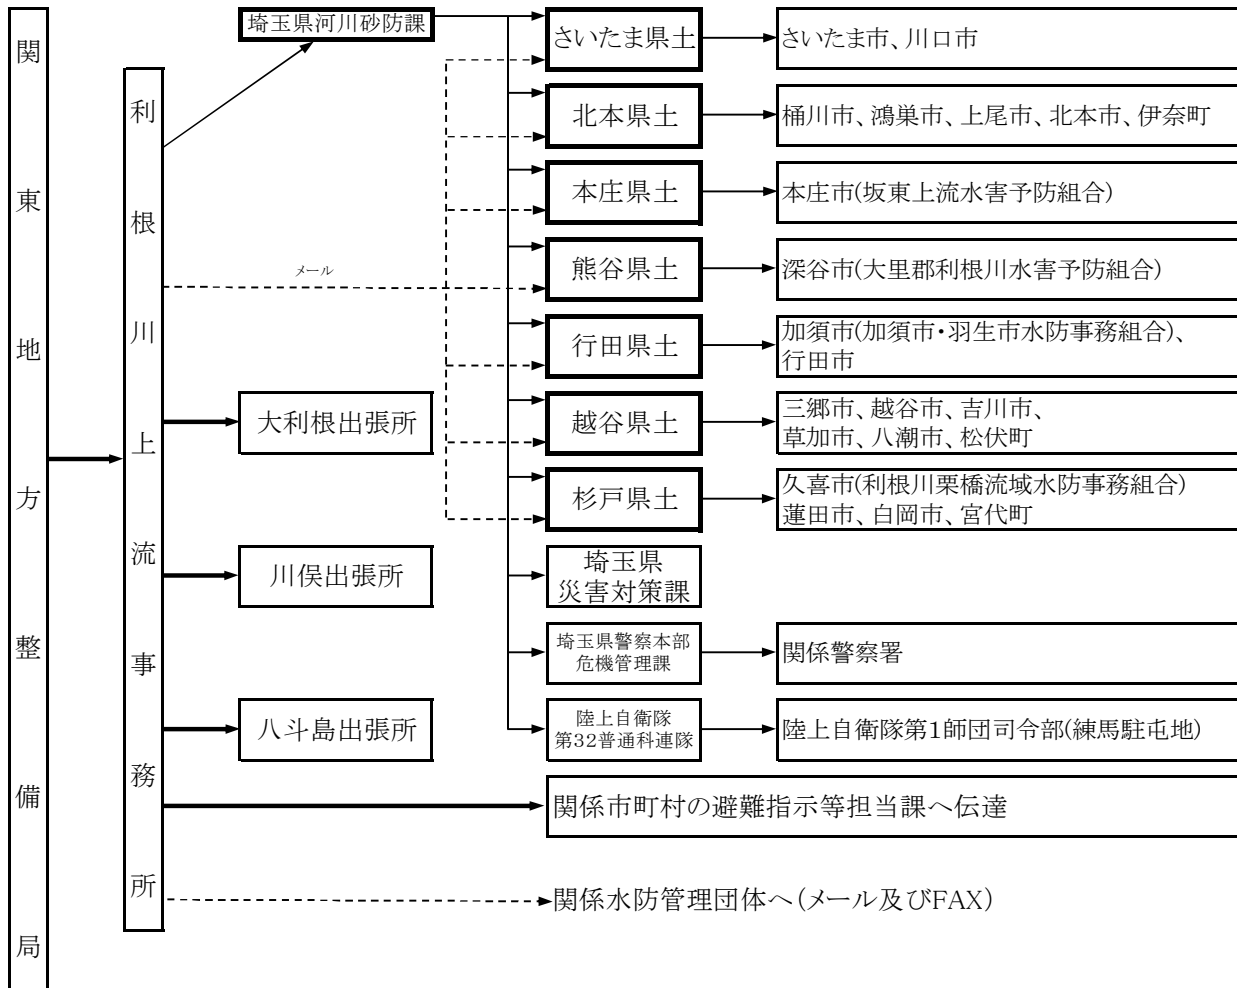 関東地方整備局
利根川上流事務所
埼玉県河川砂防課
メール
大利根出張所
川俣出張所
八斗島出張所
さいたま県土
さいたま市、川口市
北本県土
桶川市、鴻巣市、上尾市、北本市、伊奈町
本庄県土
本庄市(坂東上流水害予防組合)
熊谷県土
深谷市(大里郡利根川水害予防組合)
行田県土
加須市(加須市・羽生市水防事務組合)、
行田市
越谷県土
三郷市、越谷市、吉川市、
草加市、八潮市、松伏町
杉戸県土
久喜市(利根川栗橋流域水防事務組合)
蓮田市、白岡市、宮代町
埼玉県
災害対策課
埼玉県警察本部
危機管理課
関係警察署
陸上自衛隊
第32普通科連隊
陸上自衛隊第1師団司令部(練馬駐屯地)
関係市町村の避難指示等担当課へ伝達
関係水防管理団体へ(メール及びFAX)